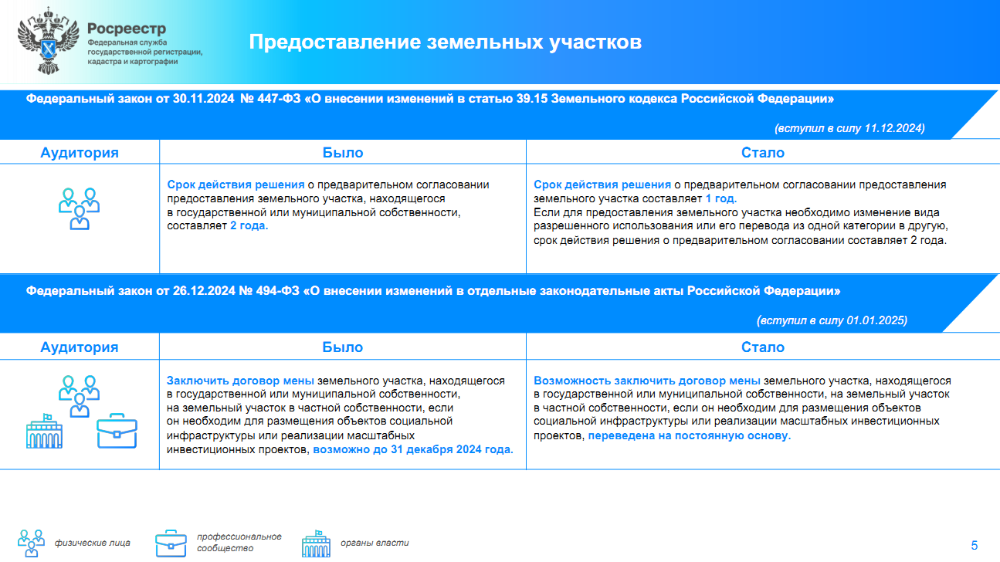 Росреестр
Федеральная служба
государственной регистрации,
кадастра и картографии
Предоставление земельных участков
Федеральный закон от 30.11.2024 № 447-ФЗ «О внесении изменений в статью 39.15 Земельного кодекса Российской Федерации»
(вступил в силу 11.12.2024)
Аудитория
Было
Стало
Срок действия решения о предварительном согласовании
предоставления земельного участка, находящегося
в государственной или муниципальной собственности,
составляет 2 года.
Срок действия решения о предварительном согласовании предоставления
земельного участка составляет 1 год.
Если для предоставления земельного участка необходимо изменение вида
разрешенного использования или его перевода из одной категории в другую,
срок действия решения о предварительном согласовании составляет 2 года.
Федеральный закон от 26.12.2024 № 494-ФЗ «О внесении изменений в отдельные законодательные акты Российской Федерации»
(вступил в силу 01.01.2025)
Аудитория
Было
Стало
Заключить договор мены земельного участка, находящегося
в государственной или муниципальной собственности,
на земельный участок в частной собственности, если
он необходим для размещения объектов социальной
инфраструктуры или реализации масштабных
инвестиционных проектов, возможно до 31 декабря 2024 года.
Возможность заключить договор мены земельного участка, находящегося
в государственной или муниципальной собственности, на земельный участок
в частной собственности, если он необходим для размещения объектов
социальной инфраструктуры или реализации масштабных инвестиционных
проектов, переведена на постоянную основу.
физические лица
профессиональное
сообщество
органы власти
5